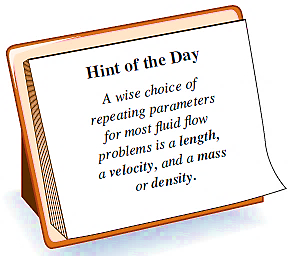 Hint of the Day
A wise choice of
repeating parameters
for most fluid flow
problems is a length,
a velocity, and a mass
or density.